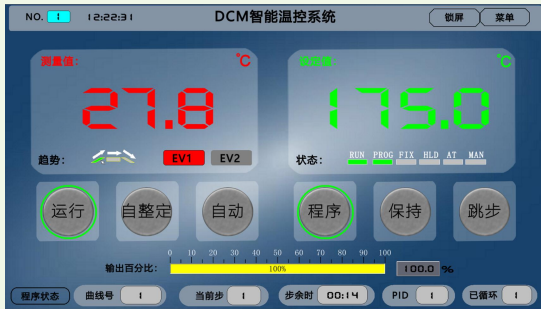 NO. 1 12:22:31 DCM智能温控系统 锁屏 菜单
测量值: ℃ 设定值: ℃
27.8 175.0
趋势: EV1 EV2 状态: RUN PROG FIX HLD AT MAN
运行 自整定 自动 程序 保持 跳步
0 10 20 30 40 50 60 70 80 90 100
输出百分比: 100% 100.0 %
程序状态 曲线号 1 当前步 1 步余时 00:14 PID 1 已循环 1